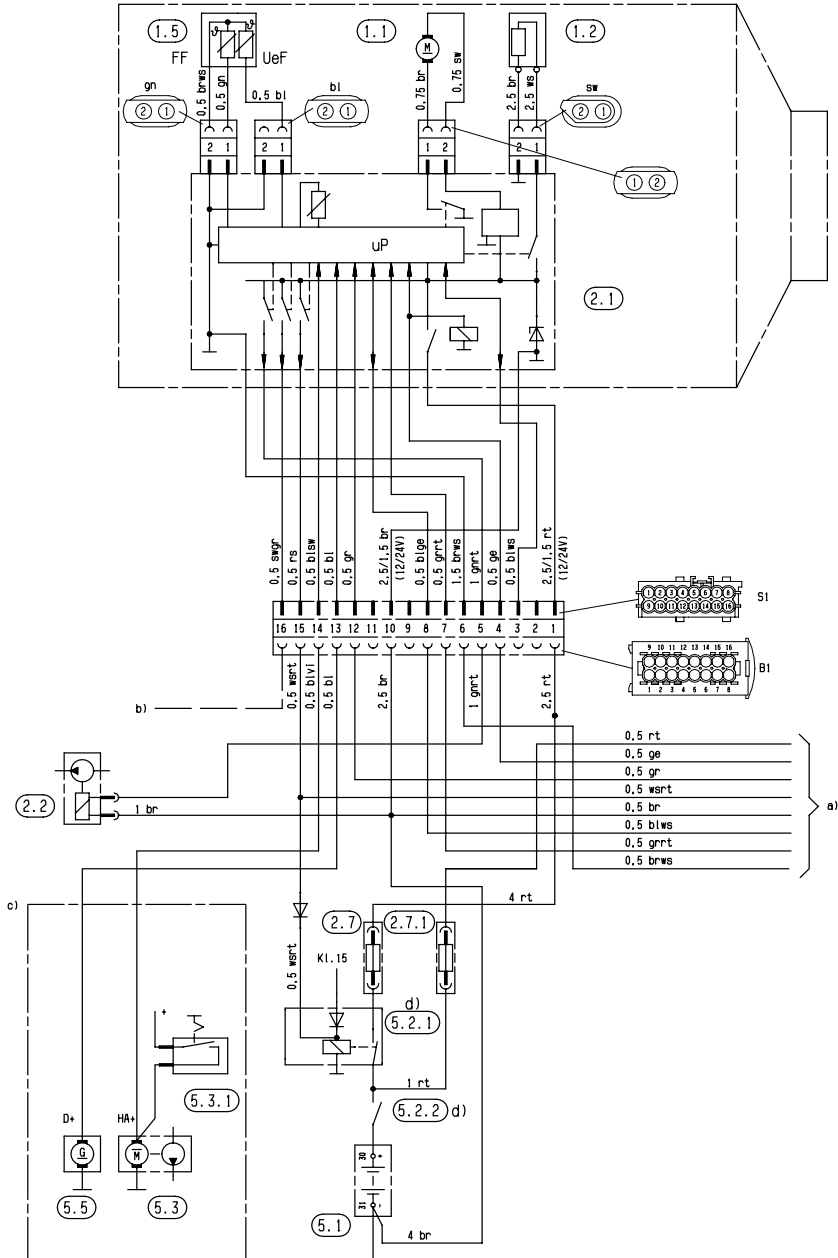 1.5
1.1
1.2
FF
UeF
M
gn
bl
sw
0,5 brws
0,5 gn
0,5 bl
0,75 br
0,75 sw
2,5 br
2,5 ws
2 1
2 1
2 1
2 1
2 1
1 2
2 1
1 2
uP
2.1
0,5 swgr
0,5 rs
0,5 blsw
0,5 bl
0,5 gr
2,5/1,5 br
(12/24V)
0,5 blge
0,5 grrt
1,5 brws
1 gnrt
0,5 ge
0,5 blws
2,5/1,5 rt
(12/24V)
1 2 3 4 5 6 7 8
9 10 11 12 13 14 15 16
S1
16 15 14 13 12 11 10 9 8 7 6 5 4 3 2 1
9 10 11 12 13 14 15 16
1 2 3 4 5 6 7 8
B1
0,5 wsrt
0,5 blvi
0,5 bl
2,5 br
1 gnrt
2,5 rt
b)
0,5 rt
0,5 ge
0,5 gr
0,5 wsrt
0,5 br
0,5 blws
0,5 grrt
0,5 brws
a)
2.2
1 br
4 rt
c)
2.7
2.7.1
0,5 wsrt
Kl.15
d)
5.2.1
+
5.3.1
1 rt
5.2.2 d)
D+
HA+
G
M
5.5
5.3
30 +
31 -
5.1
4 br